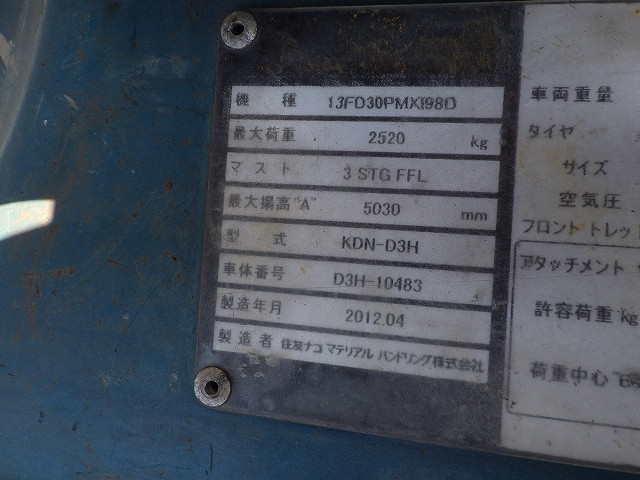 機 種 13FD30PMXⅠ98D
最大荷重 2520 kg
マスト 3 STG FFL
最大揚高"A" 5030 mm
型 式 KDN-D3H
車体番号 D3H-10483
製造年月 2012.04
製造者 住友ナコ マテリアル ハンドリング株式会社
車両重量
タイヤ
サイズ
空気圧
フロントトレッド
アタッチメント
許容荷重 kg
荷重中心 "B"